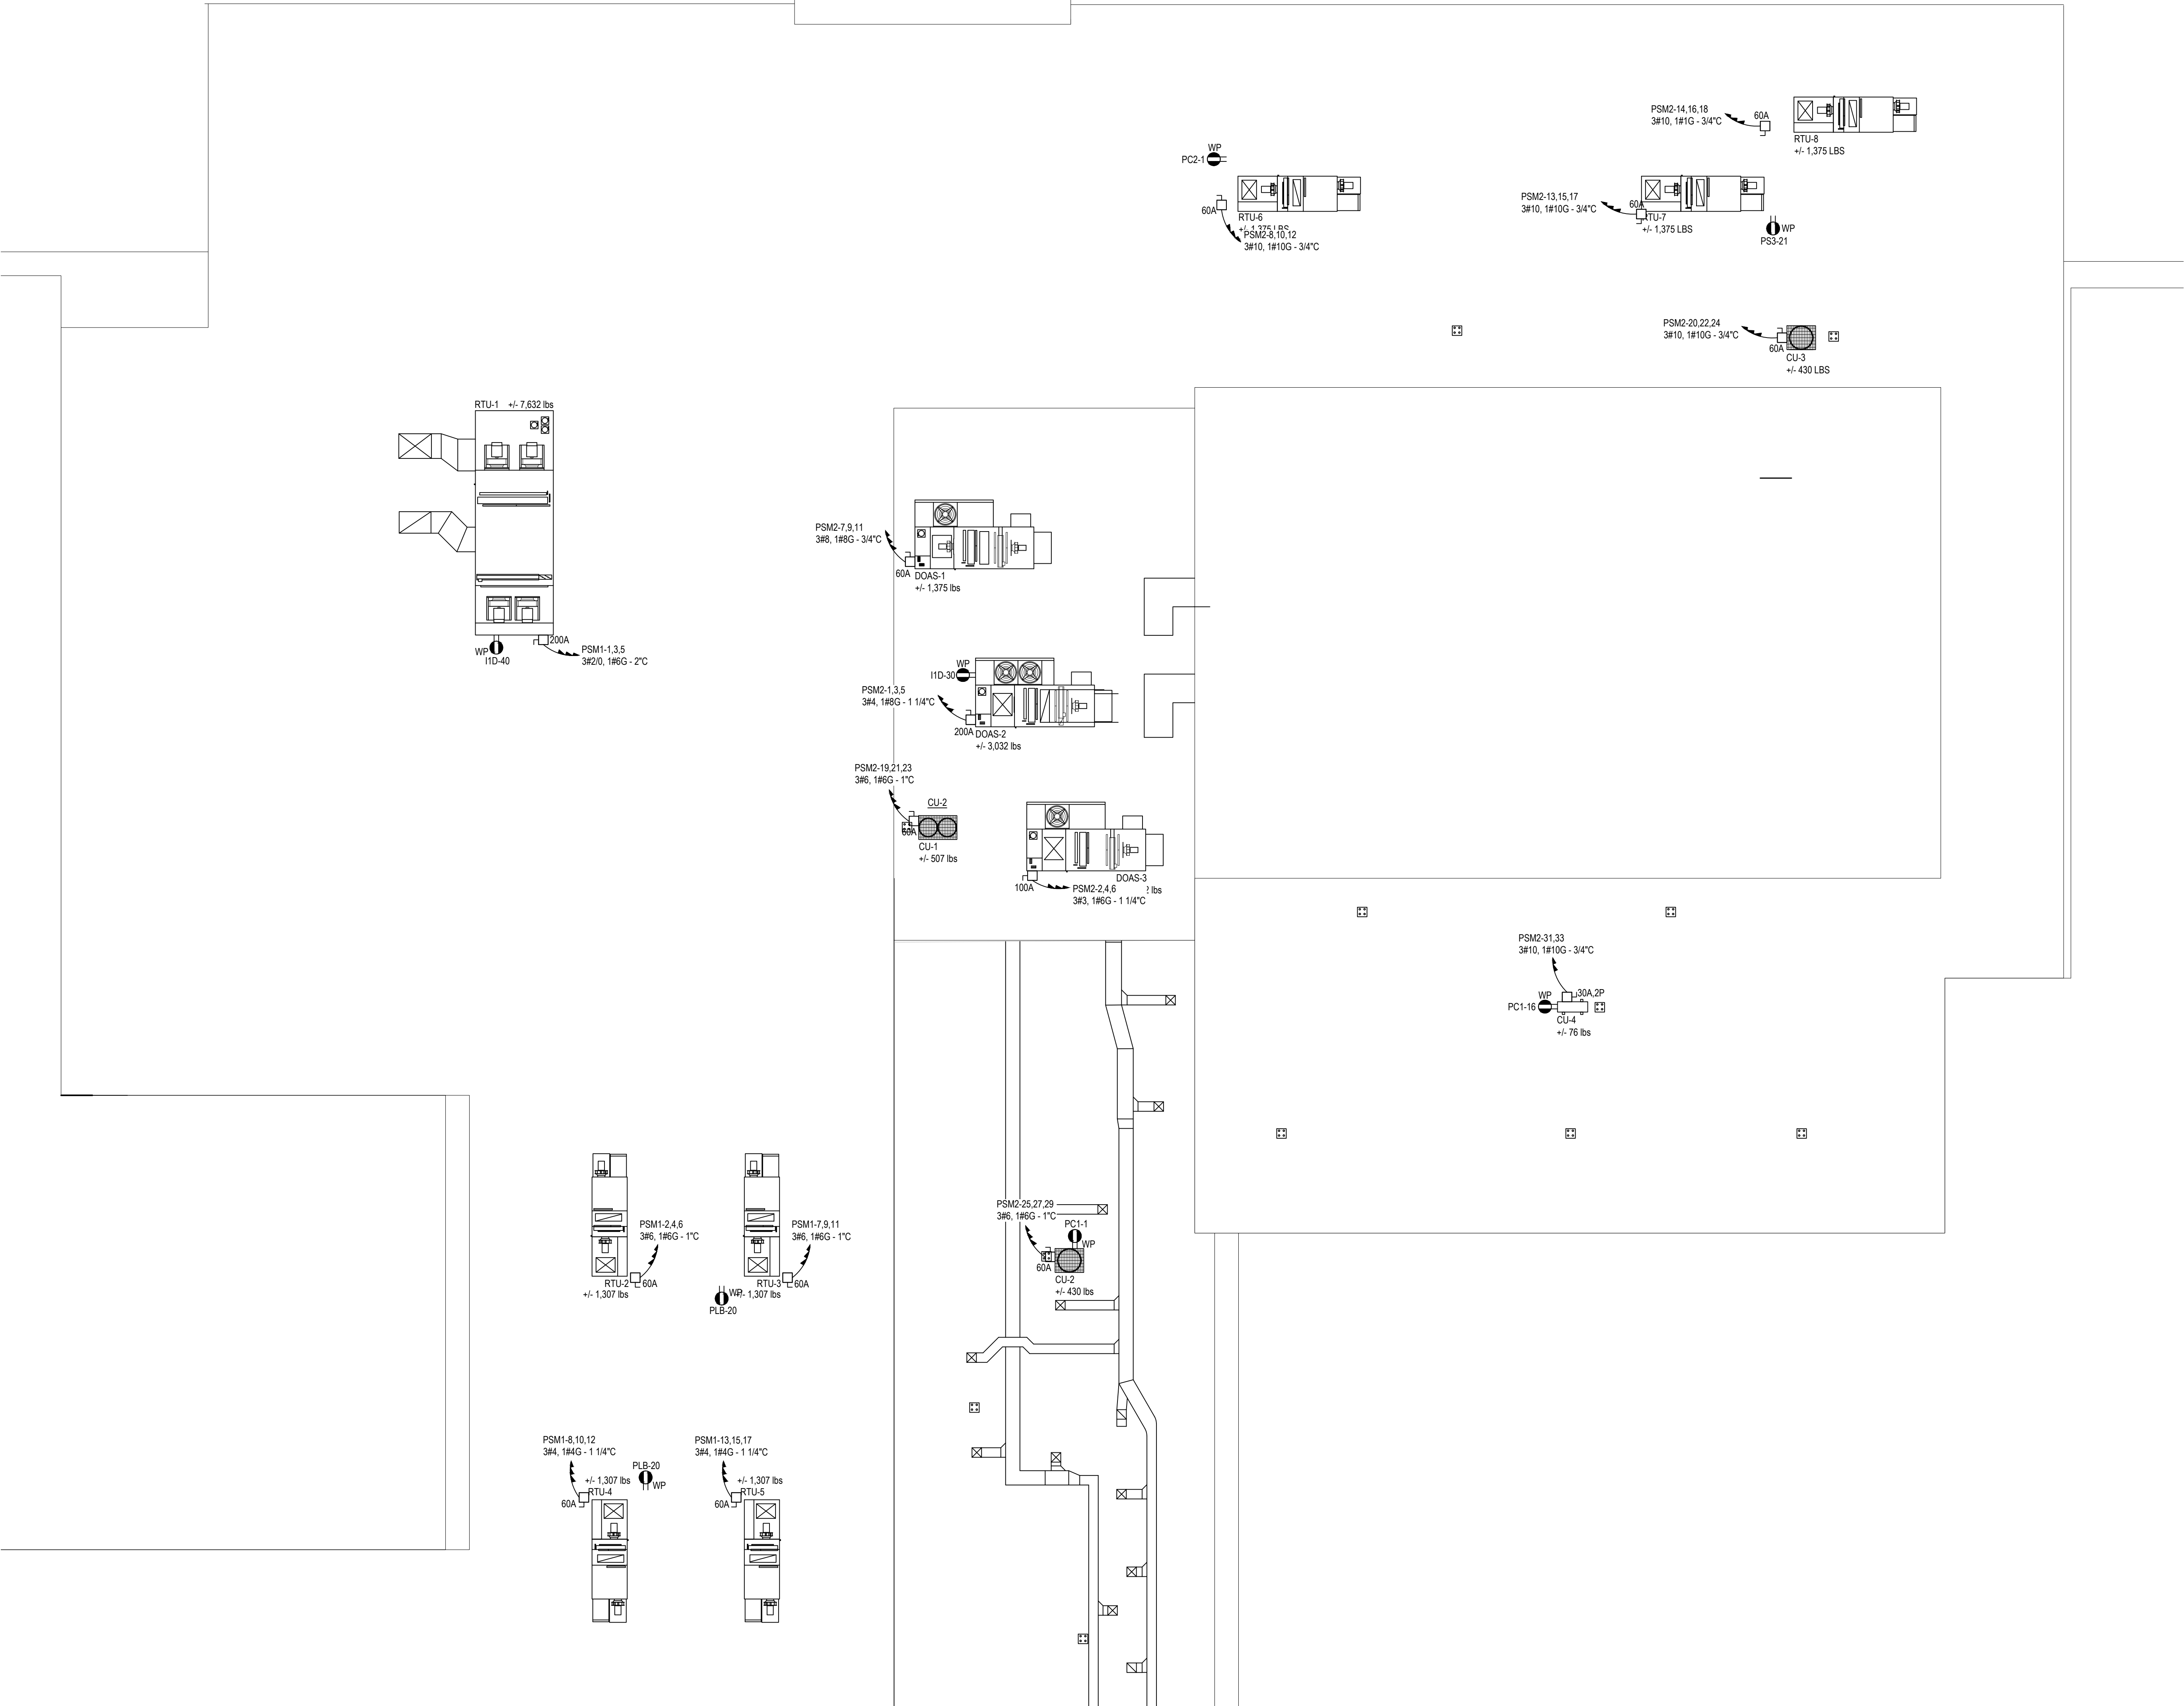 PSM2-14,16,18
3#10, 1#1G - 3/4"C
60A
RTU-8
+/- 1,375 LBS
WP
PC2-1
60A
RTU-6
+/- 1,375 LBS
PSM2-8,10,12
3#10, 1#10G - 3/4"C
PSM2-13,15,17
3#10, 1#10G - 3/4"C
60A
RTU-7
+/- 1,375 LBS
WP
PS3-21
PSM2-20,22,24
3#10, 1#10G - 3/4"C
60A
CU-3
+/- 430 LBS
RTU-1 +/- 7,632 lbs
200A
WP
I1D-40
PSM1-1,3,5
3#2/0, 1#6G - 2"C
PSM2-7,9,11
3#8, 1#8G - 3/4"C
60A
DOAS-1
+/- 1,375 lbs
WP
I1D-30
PSM2-1,3,5
3#4, 1#8G - 1 1/4"C
200A
DOAS-2
+/- 3,032 lbs
PSM2-19,21,23
3#6, 1#6G - 1"C
CU-2
60A
CU-1
+/- 507 lbs
DOAS-3
100A
PSM2-2,4,6
2 lbs
3#3, 1#6G - 1 1/4"C
PSM2-31,33
3#10, 1#10G - 3/4"C
WP
30A,2P
PC1-16
CU-4
+/- 76 lbs
PSM1-2,4,6
3#6, 1#6G - 1"C
RTU-2
60A
+/- 1,307 lbs
PSM1-7,9,11
3#6, 1#6G - 1"C
RTU-3
60A
WP
+/- 1,307 lbs
PLB-20
PSM2-25,27,29
3#6, 1#6G - 1"C
PC1-1
WP
60A
CU-2
+/- 430 lbs
PSM1-8,10,12
3#4, 1#4G - 1 1/4"C
+/- 1,307 lbs
RTU-4
60A
PLB-20
WP
PSM1-13,15,17
3#4, 1#4G - 1 1/4"C
+/- 1,307 lbs
RTU-5
60A